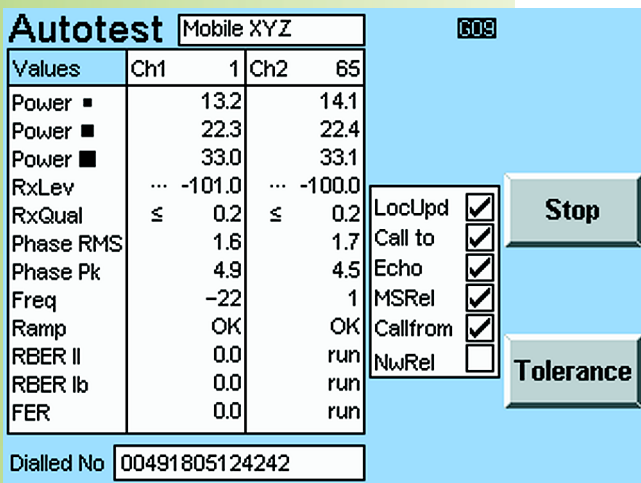 Autotest Mobile XYZ G09
Values Ch1 1 Ch2 65
Power ▪ 13.2 14.1
Power ■ 22.3 22.4
Power ■ 33.0 33.1
RxLev ... -101.0 ... -100.0
RxQual ≤ 0.2 ≤ 0.2
Phase RMS 1.6 1.7
Phase Pk 4.9 4.5
Freq -22 1
Ramp OK OK
RBER II 0.0 run
RBER Ib 0.0 run
FER 0.0 run
LocUpd
Call to
Echo
MSRel
Callfrom
NwRel
Stop
Tolerance
Dialled No 00491805124242